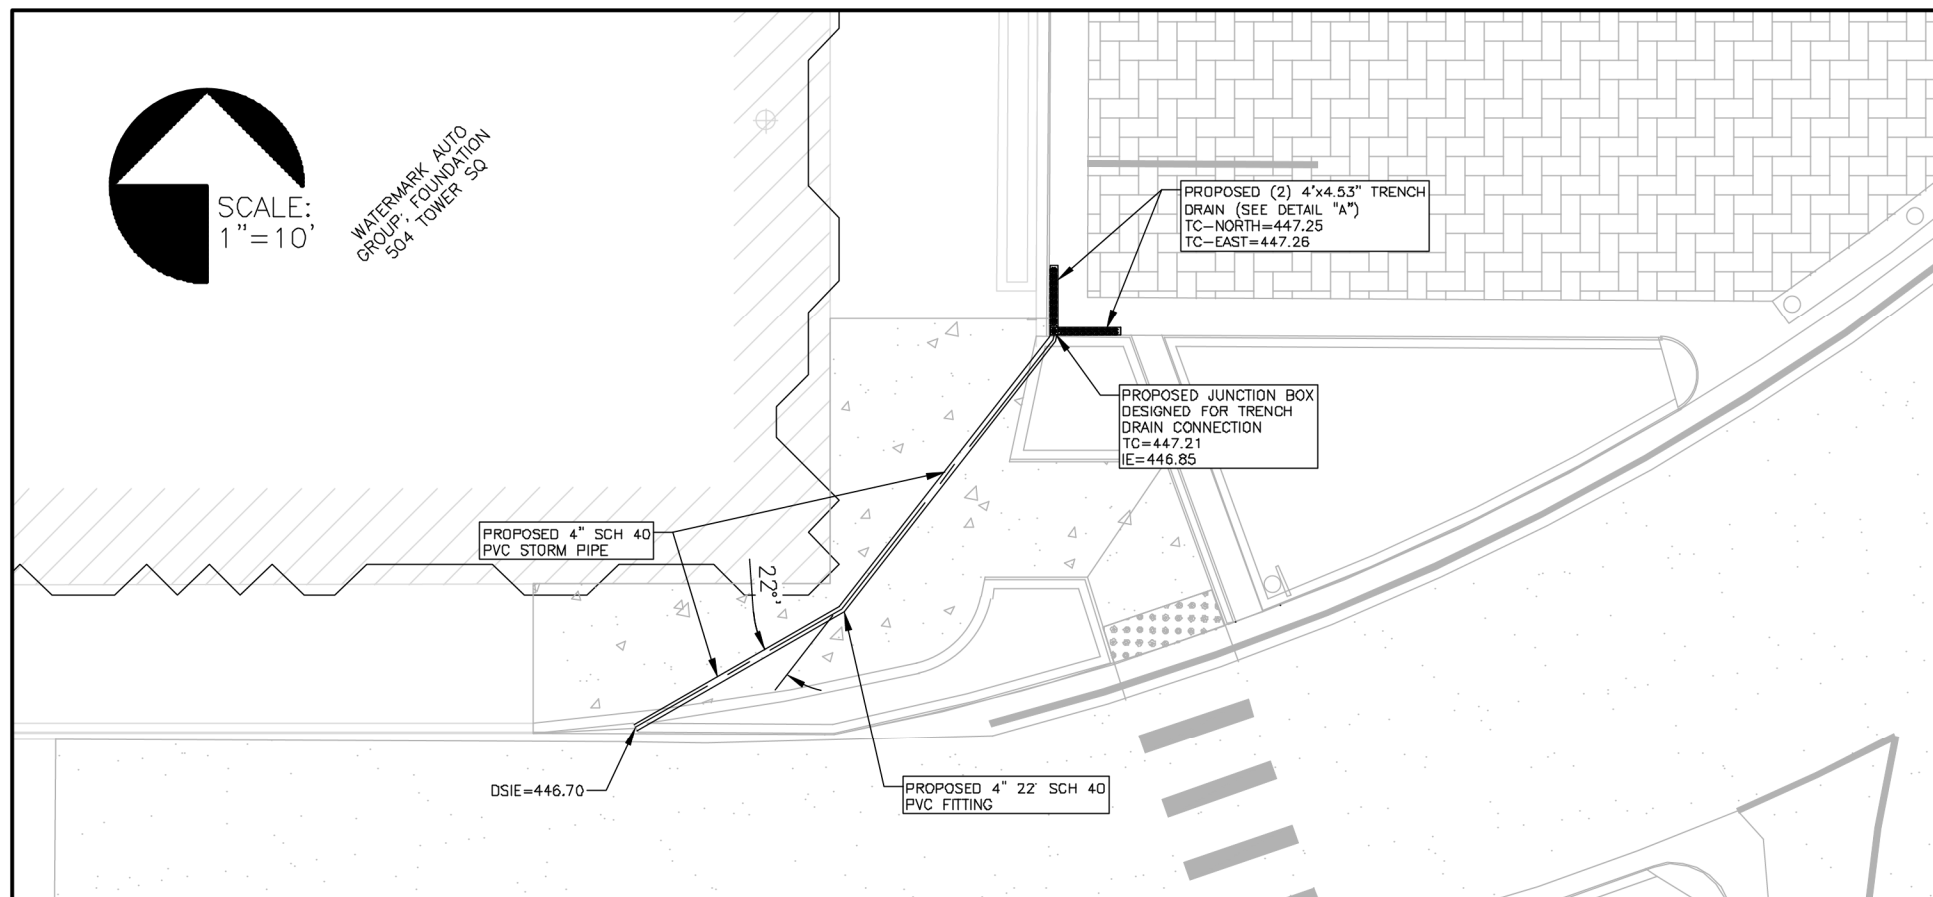 SCALE:
1"=10'
WATERMARK AUTO
GROUP; FOUNDATION
504 TOWER SQ
PROPOSED (2) 4'x4.53" TRENCH
DRAIN (SEE DETAIL "A")
TC-NORTH=447.25
TC-EAST=447.26
PROPOSED JUNCTION BOX
DESIGNED FOR TRENCH
DRAIN CONNECTION
TC=447.21
IE=446.85
PROPOSED 4" SCH 40
PVC STORM PIPE
22°'
DSIE=446.70
PROPOSED 4" 22' SCH 40
PVC FITTING